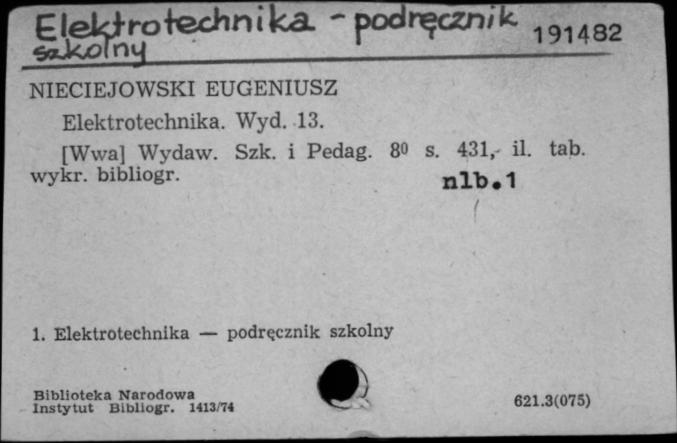 Elektrotechnika - podręcznik
szkolny
191482
NIECIEJOWSKI EUGENIUSZ
Elektrotechnika. Wyd. 13.
[Wwa] Wydaw. Szk. i Pedag. 8⁰ s. 431, il. tab.
wykr. bibliogr.
nlb.1
1. Elektrotechnika — podręcznik szkolny
Biblioteka Narodowa
Instytut Bibliogr. 1413/74
621.3(075)